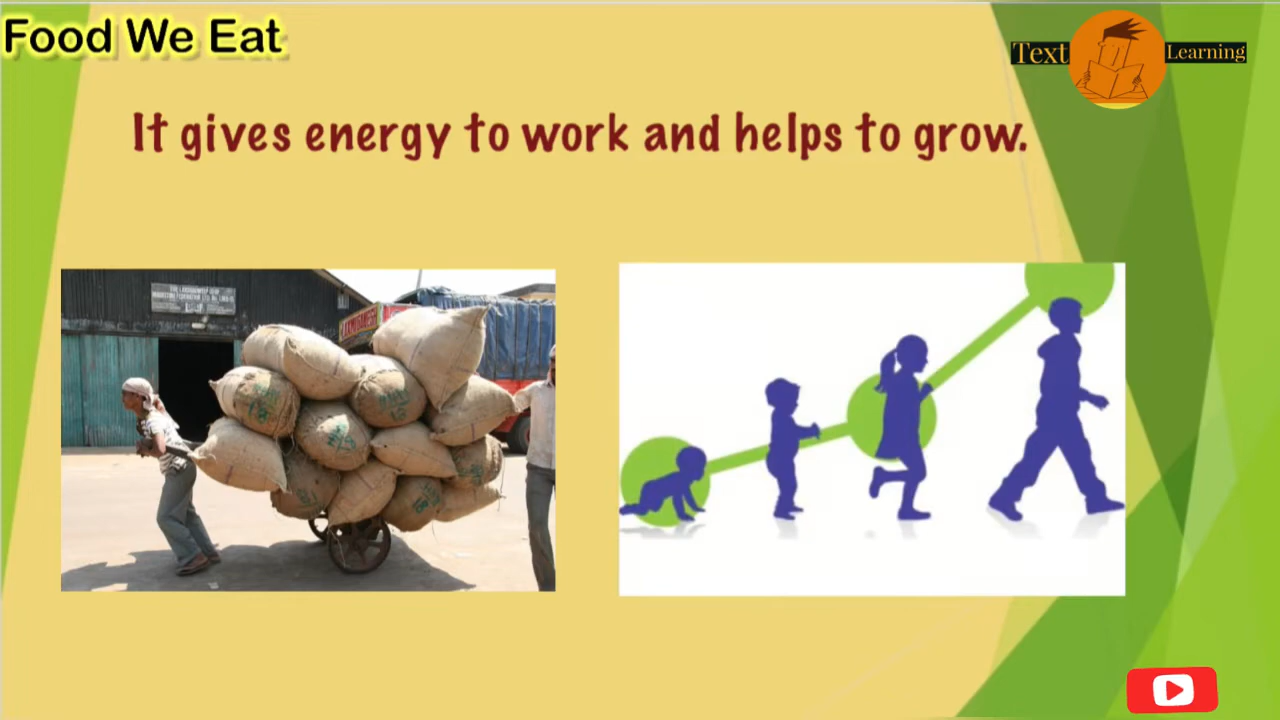 Food We Eat
Text Learning
It gives energy to work and helps to grow.